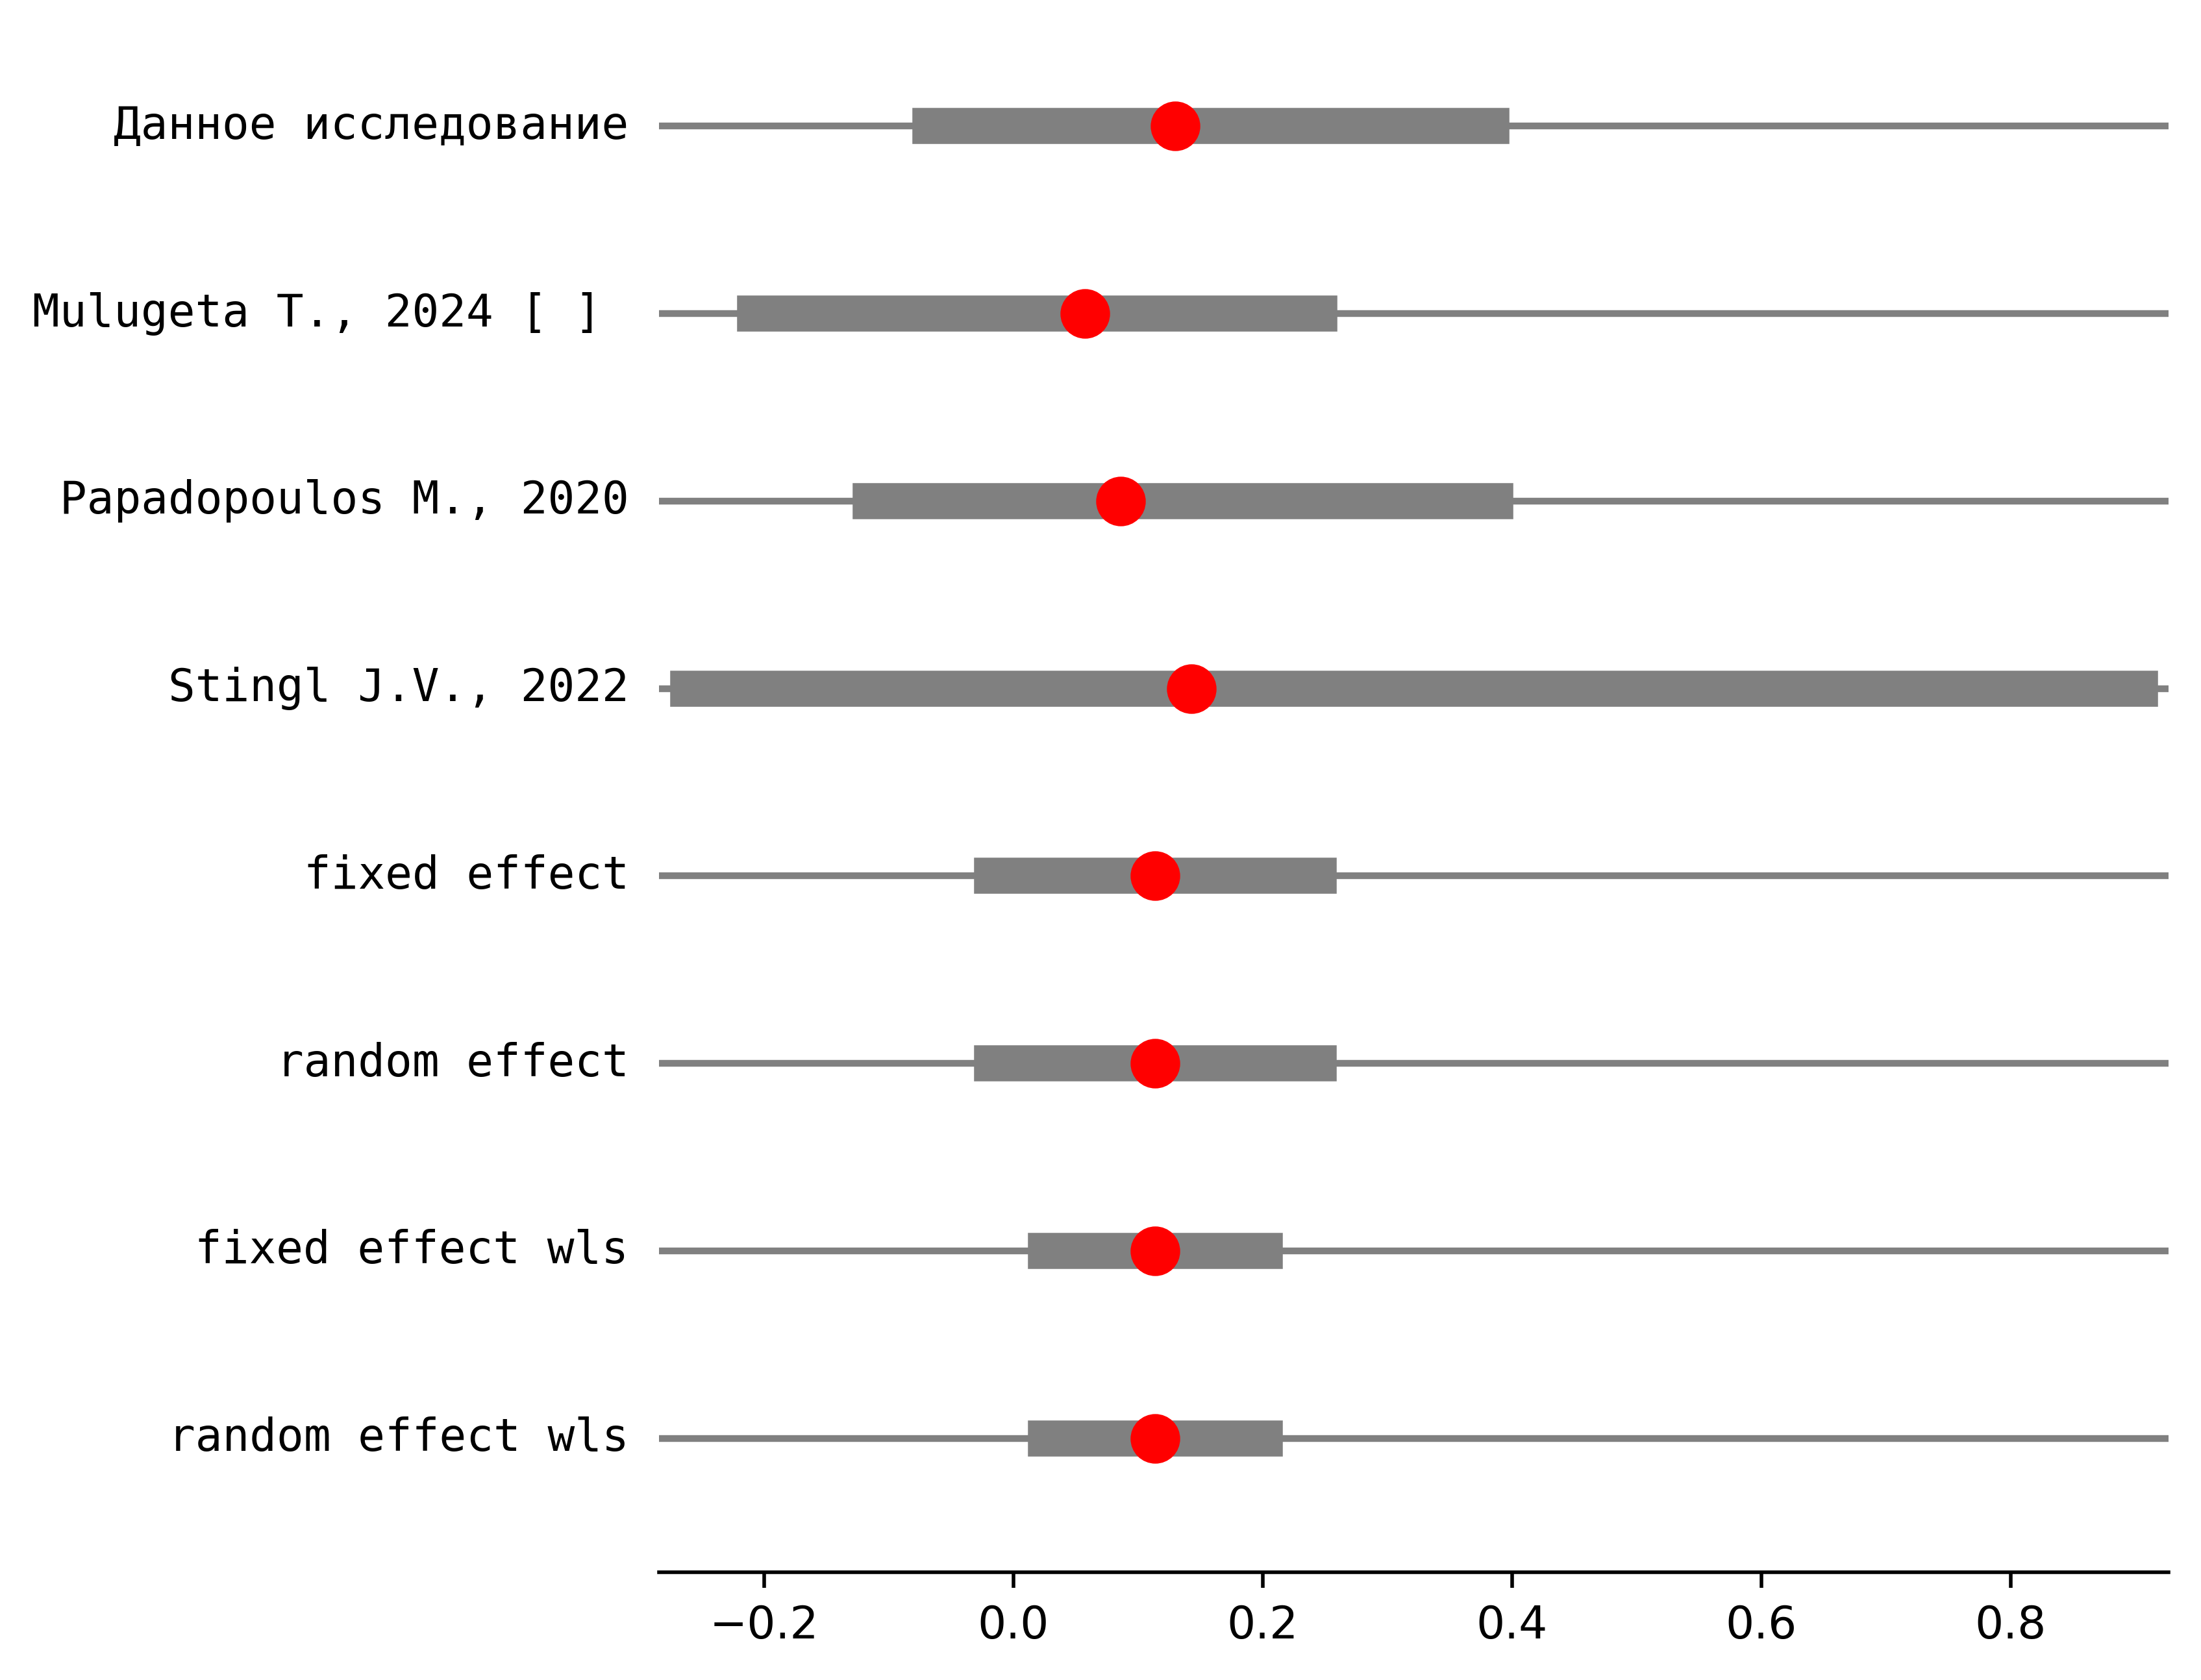 Данное исследование
Mulugeta T., 2024 [ ]
Papadopoulos M., 2020
Stingl J.V., 2022
fixed effect
random effect
fixed effect wls
random effect wls
−0.2 0.0 0.2 0.4 0.6 0.8